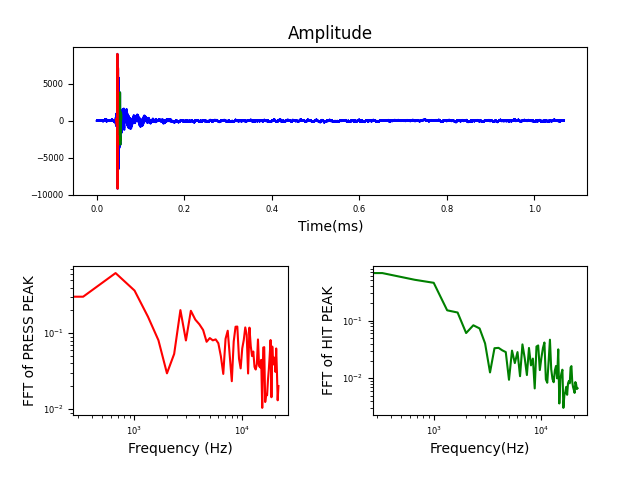 Amplitude
5000
0
−5000
−10000
0.0 0.2 0.4 0.6 0.8 1.0
Time(ms)
FFT of PRESS PEAK
10⁻¹
10⁻²
10³ 10⁴
Frequency (Hz)
FFT of HIT PEAK
10⁻¹
10⁻²
10³ 10⁴
Frequency(Hz)